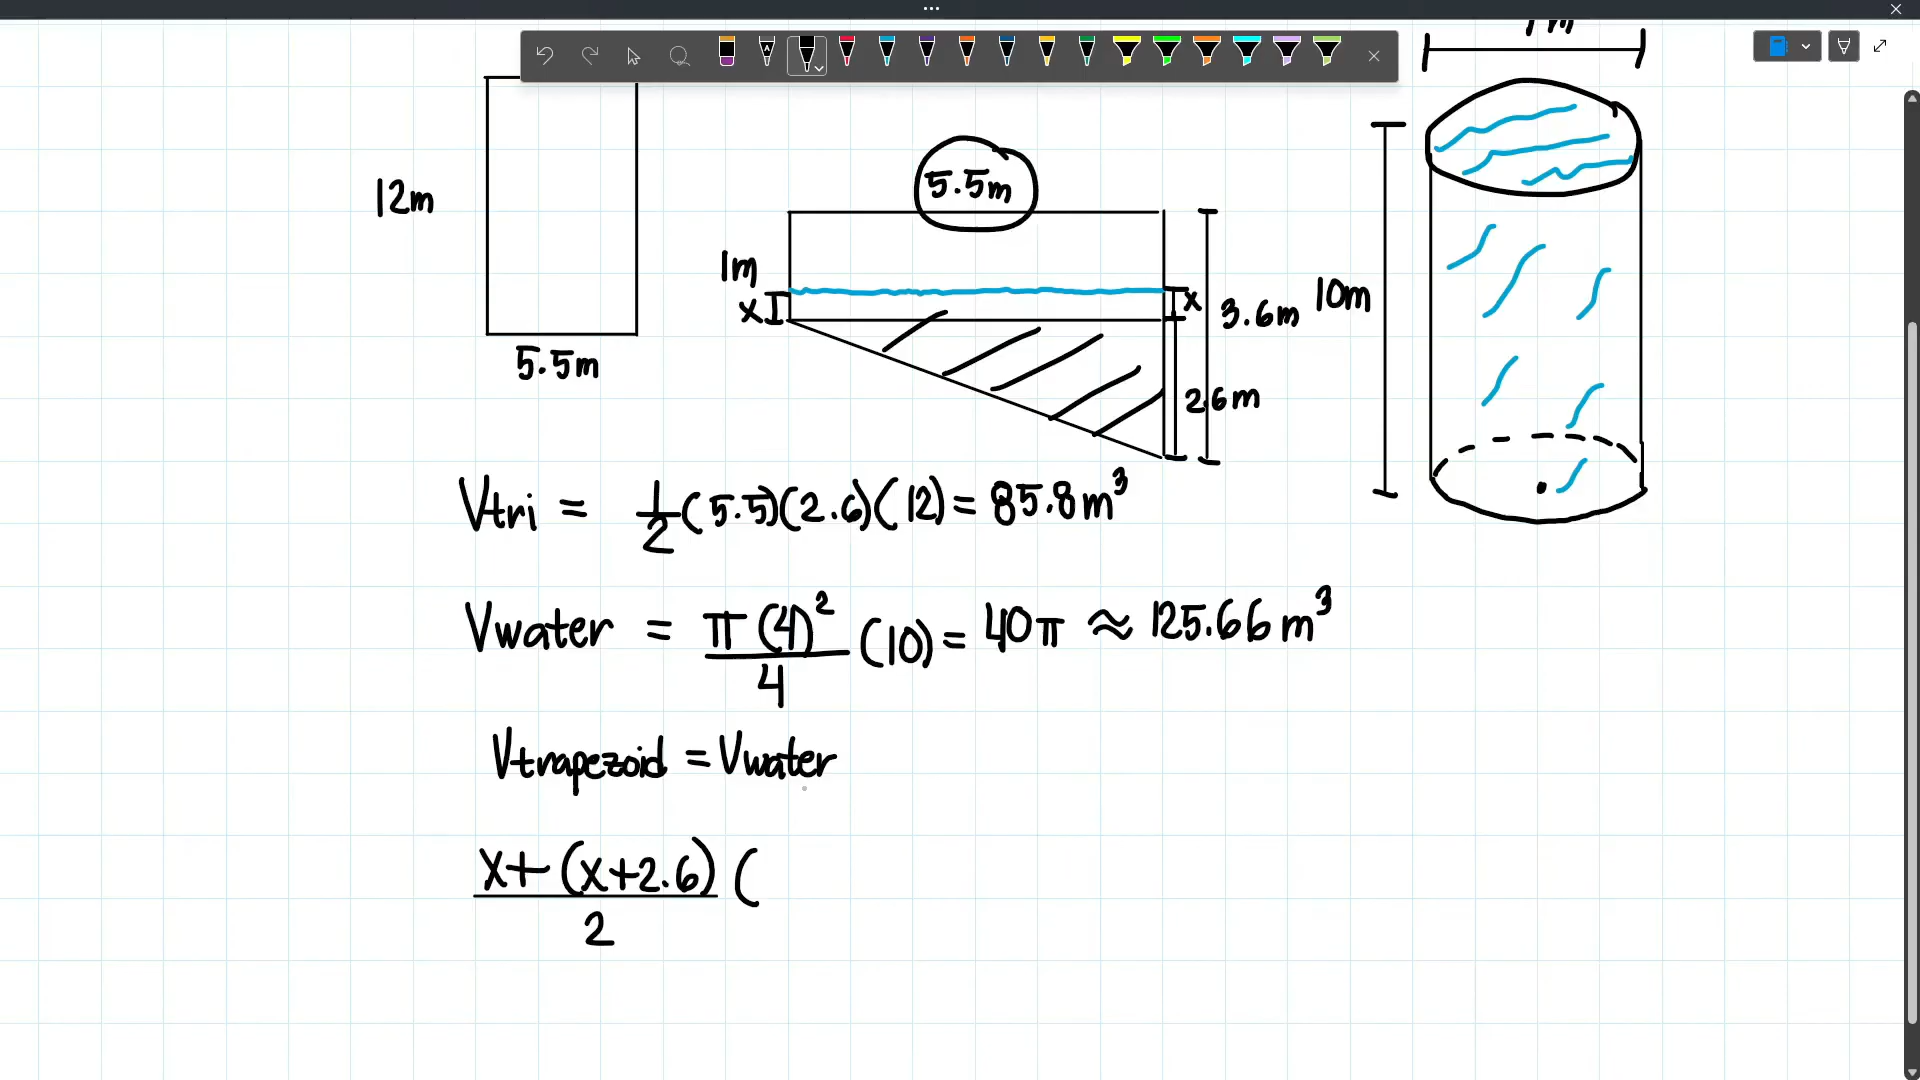 12m
5.5m
5.5m
1m
x
x
3.6m
2.6m
10m
Vtri = 1/2 (5.5)(2.6)(12) = 85.8m³
Vwater = π(4)²/4 (10) = 40π ≈ 125.66m³
Vtrapezoid = Vwater
x+(x+2.6)/2 (